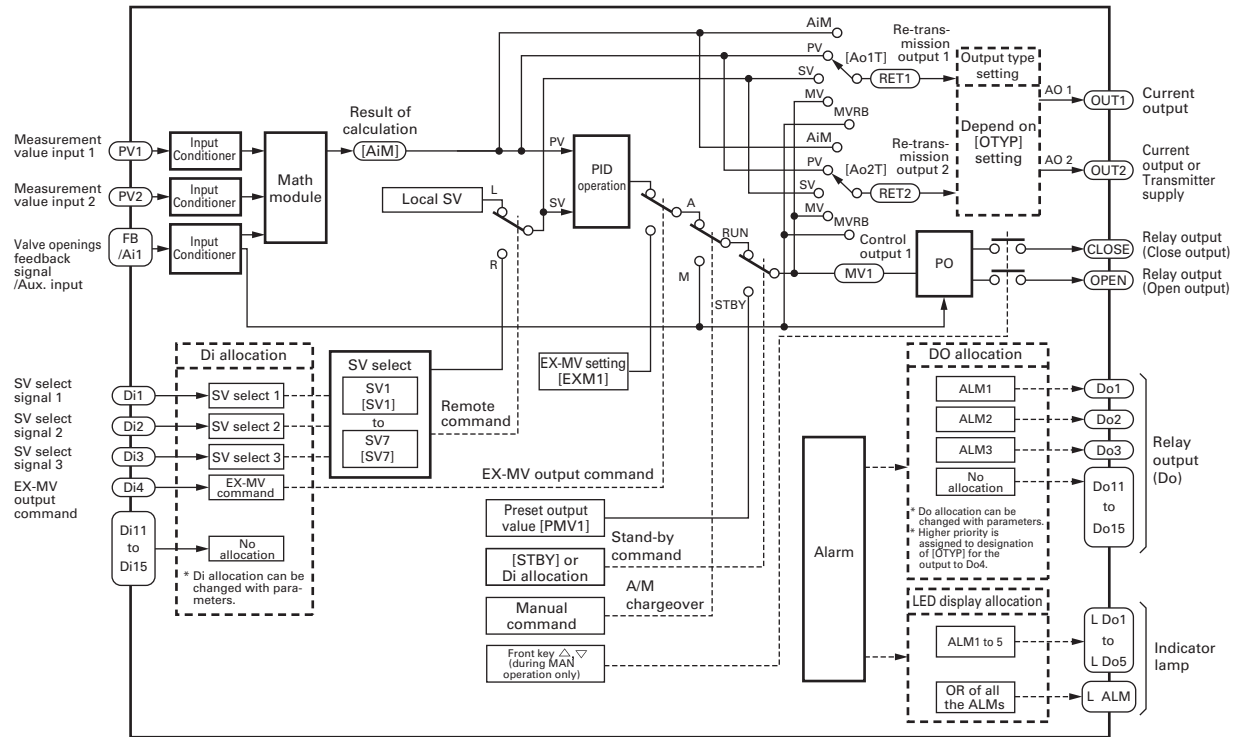 Measurement
value input 1
PV1
Input
Conditioner
Measurement
value input 2
PV2
Input
Conditioner
Valve openings
feedback
signal
/Aux. input
FB
/Ai1
Input
Conditioner
Math
module
Result of
calculation
[AiM]
Local SV
L
R
PV
SV
PID
operation
A
M
RUN
STBY
AiM
PV
SV
MV
MVRB
[Ao1T]
Re-trans-
mission
output 1
RET1
AiM
PV
SV
MV
MVRB
[Ao2T]
Re-trans-
mission
output 2
RET2
Output type
setting
Depend on
[OTYP]
setting
AO 1
OUT1
Current
output
AO 2
OUT2
Current
output or
Transmitter
supply
Control
output 1
MV1
PO
CLOSE
Relay output
(Close output)
OPEN
Relay output
(Open output)
SV select
signal 1
Di1
SV select
signal 2
Di2
SV select
signal 3
Di3
EX-MV
output
command
Di4
Di11
to
Di15
Di allocation
SV select 1
SV select 2
SV select 3
EX-MV
command
No
allocation
* Di allocation can be
changed with para-
meters.
SV select
SV1
[SV1]
to
SV7
[SV7]
Remote
command
EX-MV setting
[EXM1]
EX-MV output command
Preset output
value [PMV1]
Stand-by
command
[STBY] or
Di allocation
A/M
chargeover
Manual
command
Front key △,▽
(during MAN
operation only)
Alarm
DO allocation
ALM1
ALM2
ALM3
No
allocation
* Do allocation can be
changed with parameters.
* Higher priority is
assigned to designation
of [OTYP] for the
output to Do4.
Do1
Do2
Do3
Do11
to
Do15
Relay
output
(Do)
LED display allocation
ALM1 to 5
OR of all
the ALMs
L Do1
to
L Do5
L ALM
Indicator
lamp